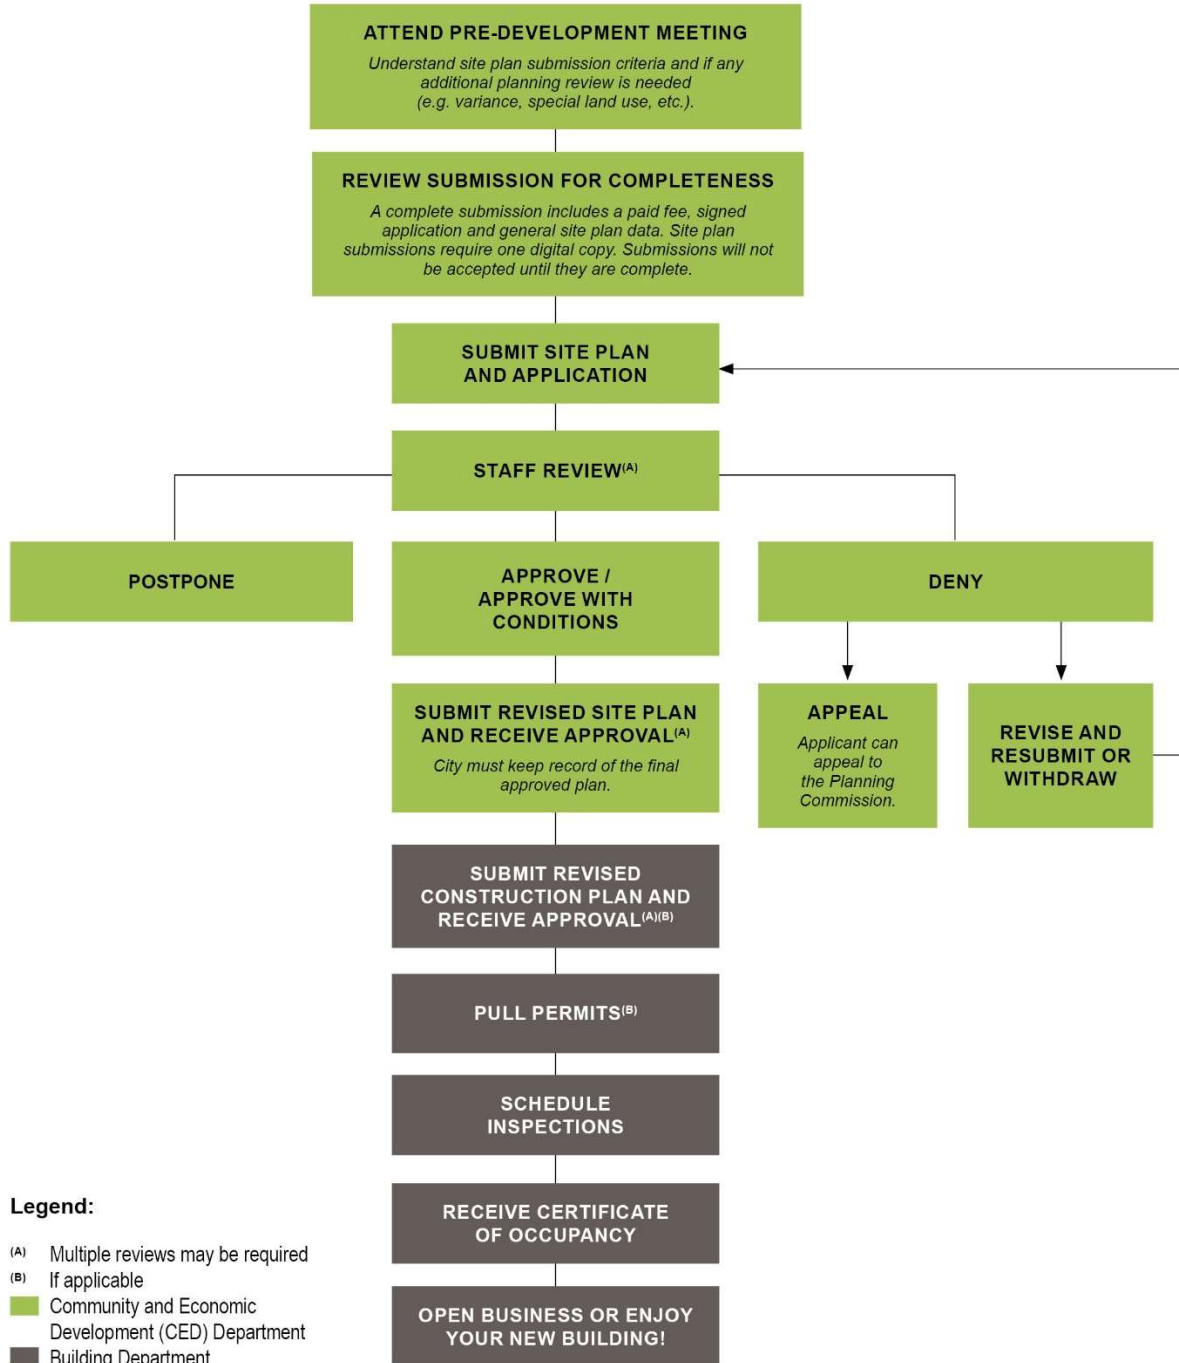 ATTEND PRE-DEVELOPMENT MEETING
Understand site plan submission criteria and if any
additional planning review is needed
(e.g. variance, special land use, etc.).
REVIEW SUBMISSION FOR COMPLETENESS
A complete submission includes a paid fee, signed
application and general site plan data. Site plan
submissions require one digital copy. Submissions will not
be accepted until they are complete.
SUBMIT SITE PLAN
AND APPLICATION
STAFF REVIEW(A)
POSTPONE
APPROVE /
APPROVE WITH
CONDITIONS
DENY
SUBMIT REVISED SITE PLAN
AND RECEIVE APPROVAL(A)
City must keep record of the final
approved plan.
APPEAL
Applicant can
appeal to
the Planning
Commission.
REVISE AND
RESUBMIT OR
WITHDRAW
SUBMIT REVISED
CONSTRUCTION PLAN AND
RECEIVE APPROVAL(A)(B)
PULL PERMITS(B)
SCHEDULE
INSPECTIONS
RECEIVE CERTIFICATE
OF OCCUPANCY
OPEN BUSINESS OR ENJOY
YOUR NEW BUILDING!
Legend:
(A) Multiple reviews may be required
(B) If applicable
Community and Economic
Development (CED) Department
Building Department